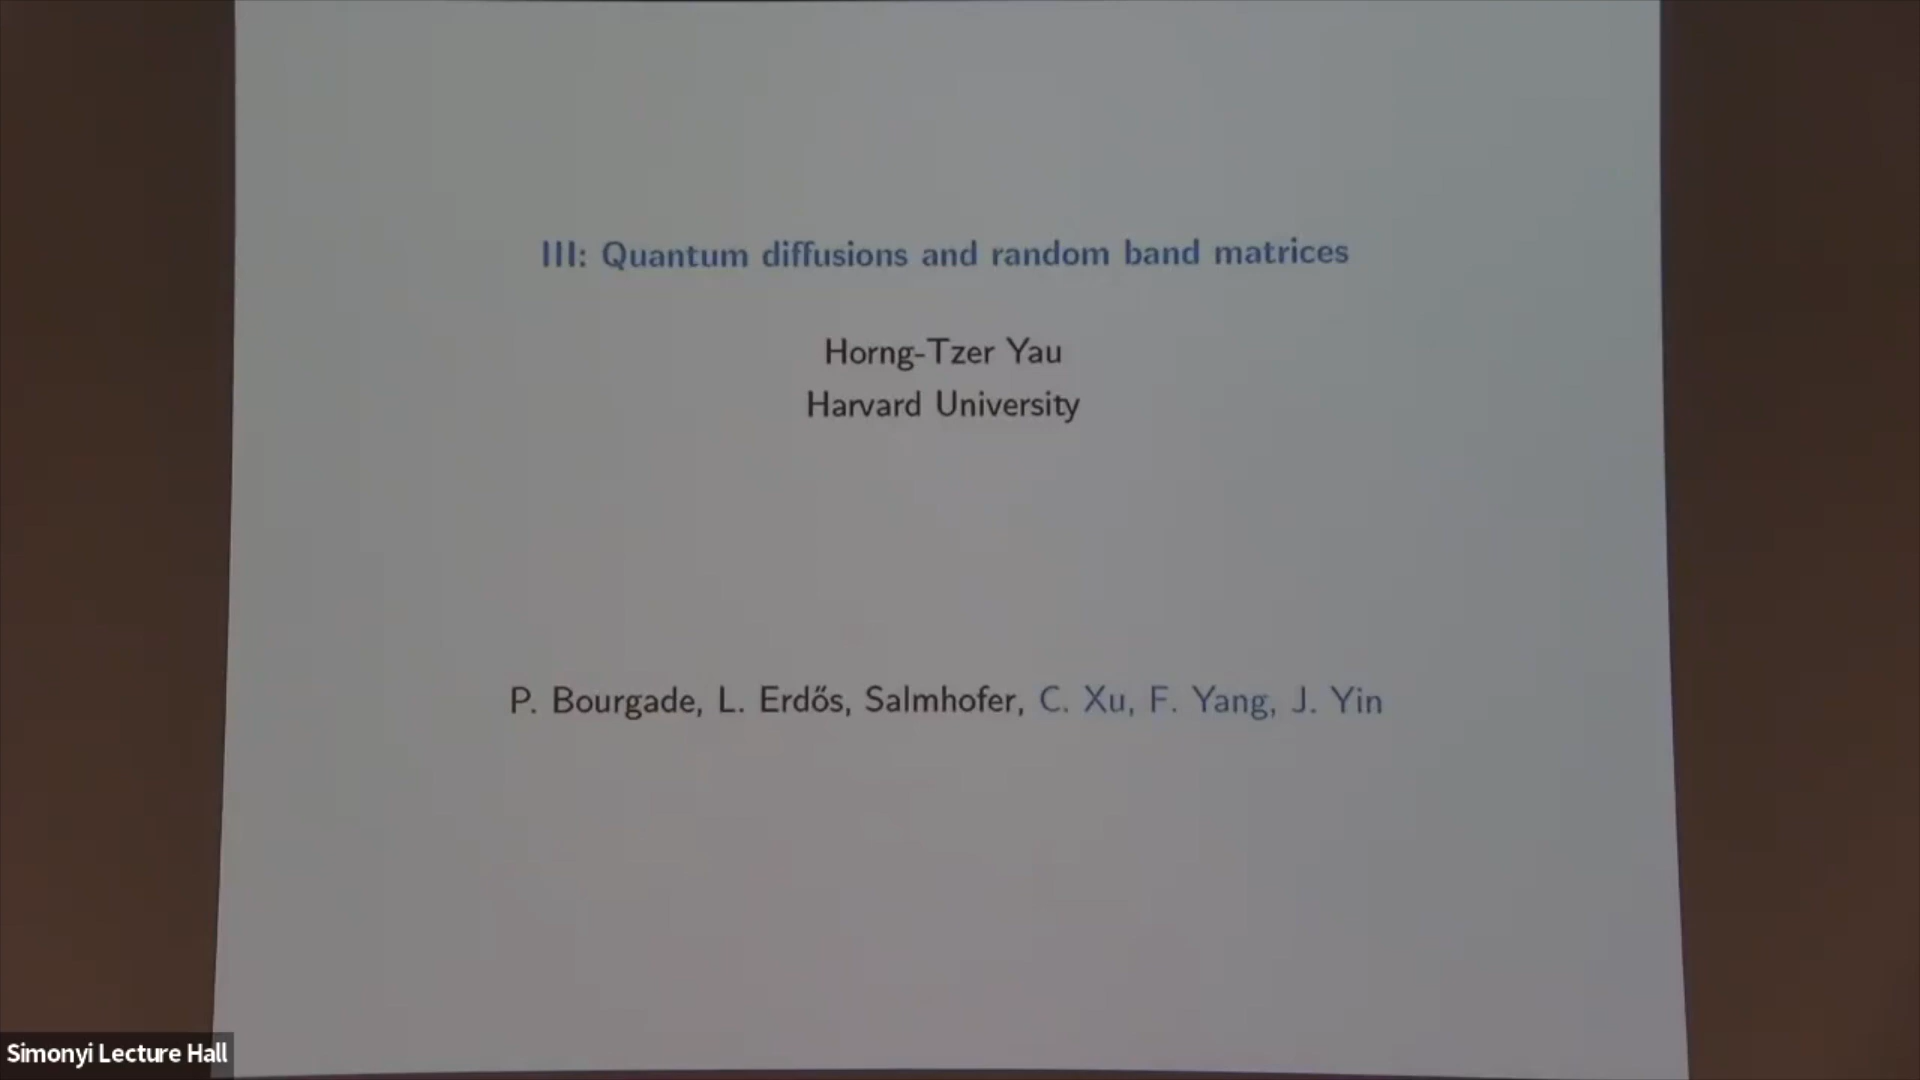 III: Quantum diffusions and random band matrices
Horng-Tzer Yau
Harvard University
P. Bourgade, L. Erdős, Salmhofer, C. Xu, F. Yang, J. Yin
Simonyi Lecture Hall